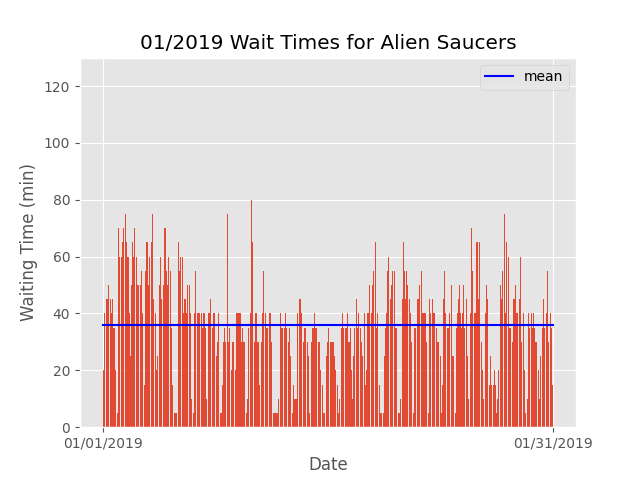 01/2019 Wait Times for Alien Saucers
mean
120
100
80
60
40
20
0
Waiting Time (min)
01/01/2019 01/31/2019
Date